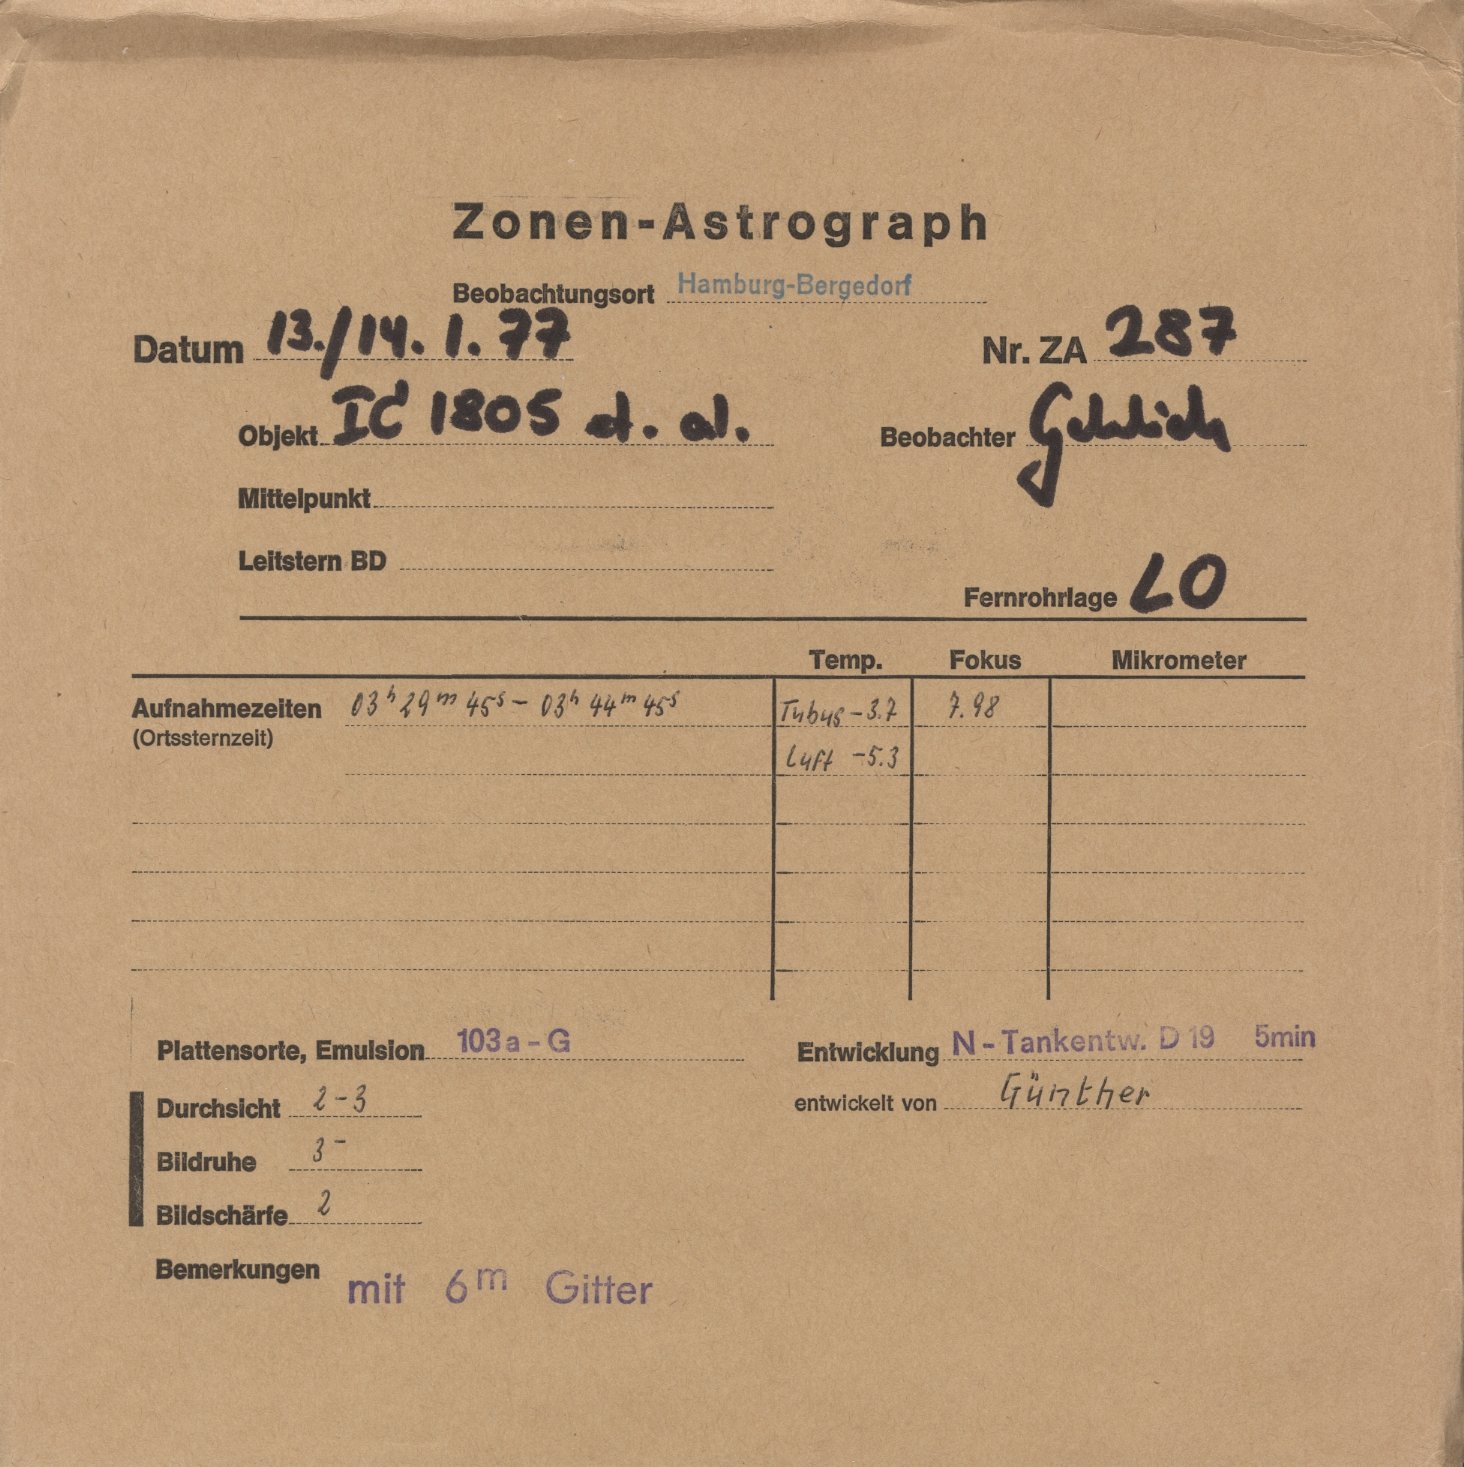 Zonen-Astrograph
Beobachtungsort Hamburg-Bergedorf
Datum 13./14. 1. 77 Nr. ZA 287
Objekt IC 1805 et. al. Beobachter
Mittelpunkt
Leitstern BD
Fernrohrlage LO
Temp. Fokus Mikrometer
Aufnahmezeiten 03h 29m 45s – 03h 44m 45s Tubus -3.7 7.98
(Ortssternzeit) Luft -5.3
Plattensorte, Emulsion 103a-G Entwicklung N-Tankentw. D 19 5min
Durchsicht 2-3 entwickelt von Günther
Bildruhe 3-
Bildschärfe 2
Bemerkungen mit 6m Gitter